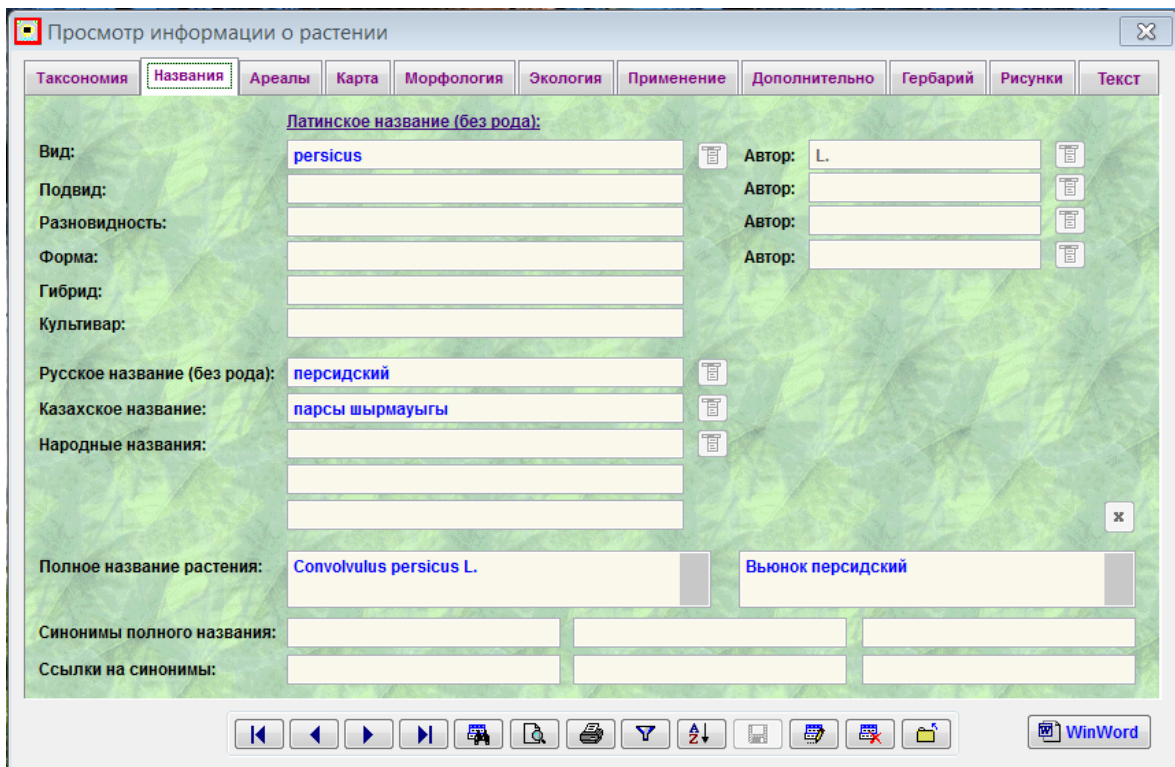 Просмотр информации о растении
Таксономия Названия Ареалы Карта Морфология Экология Применение Дополнительно Гербарий Рисунки Текст
Латинское название (без рода):
Вид: persicus Автор: L.
Подвид: Автор:
Разновидность: Автор:
Форма: Автор:
Гибрид:
Культивар:
Русское название (без рода): персидский
Казахское название: парсы шырмауыгы
Народные названия:
x
Полное название растения: Convolvulus persicus L. Вьюнок персидский
Синонимы полного названия:
Ссылки на синонимы:
WinWord